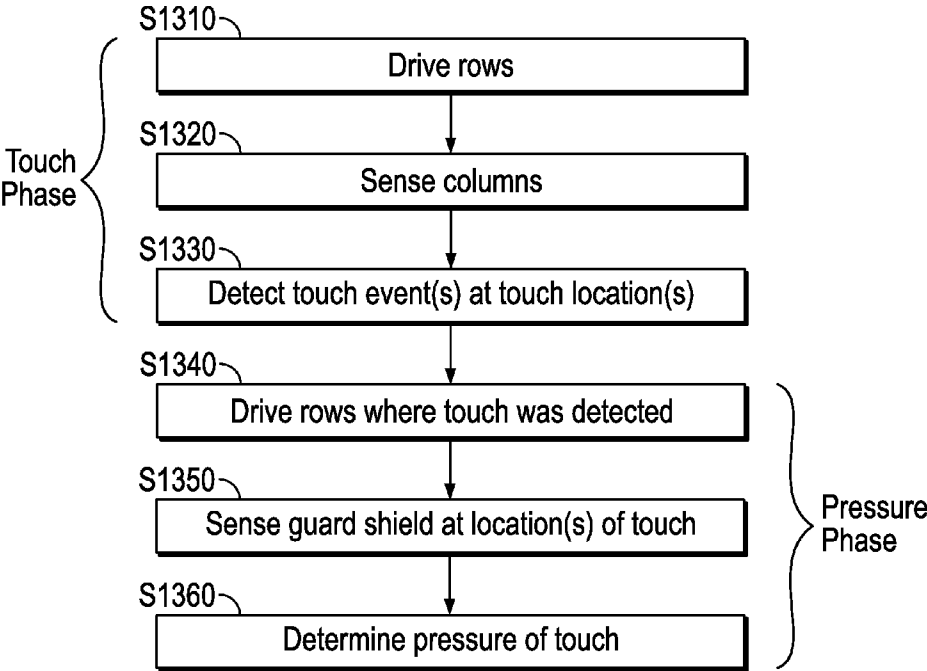 S1310
Drive rows
S1320
Touch
Phase
Sense columns
S1330
Detect touch event(s) at touch location(s)
S1340
Drive rows where touch was detected
S1350
Sense guard shield at location(s) of touch
Pressure
Phase
S1360
Determine pressure of touch